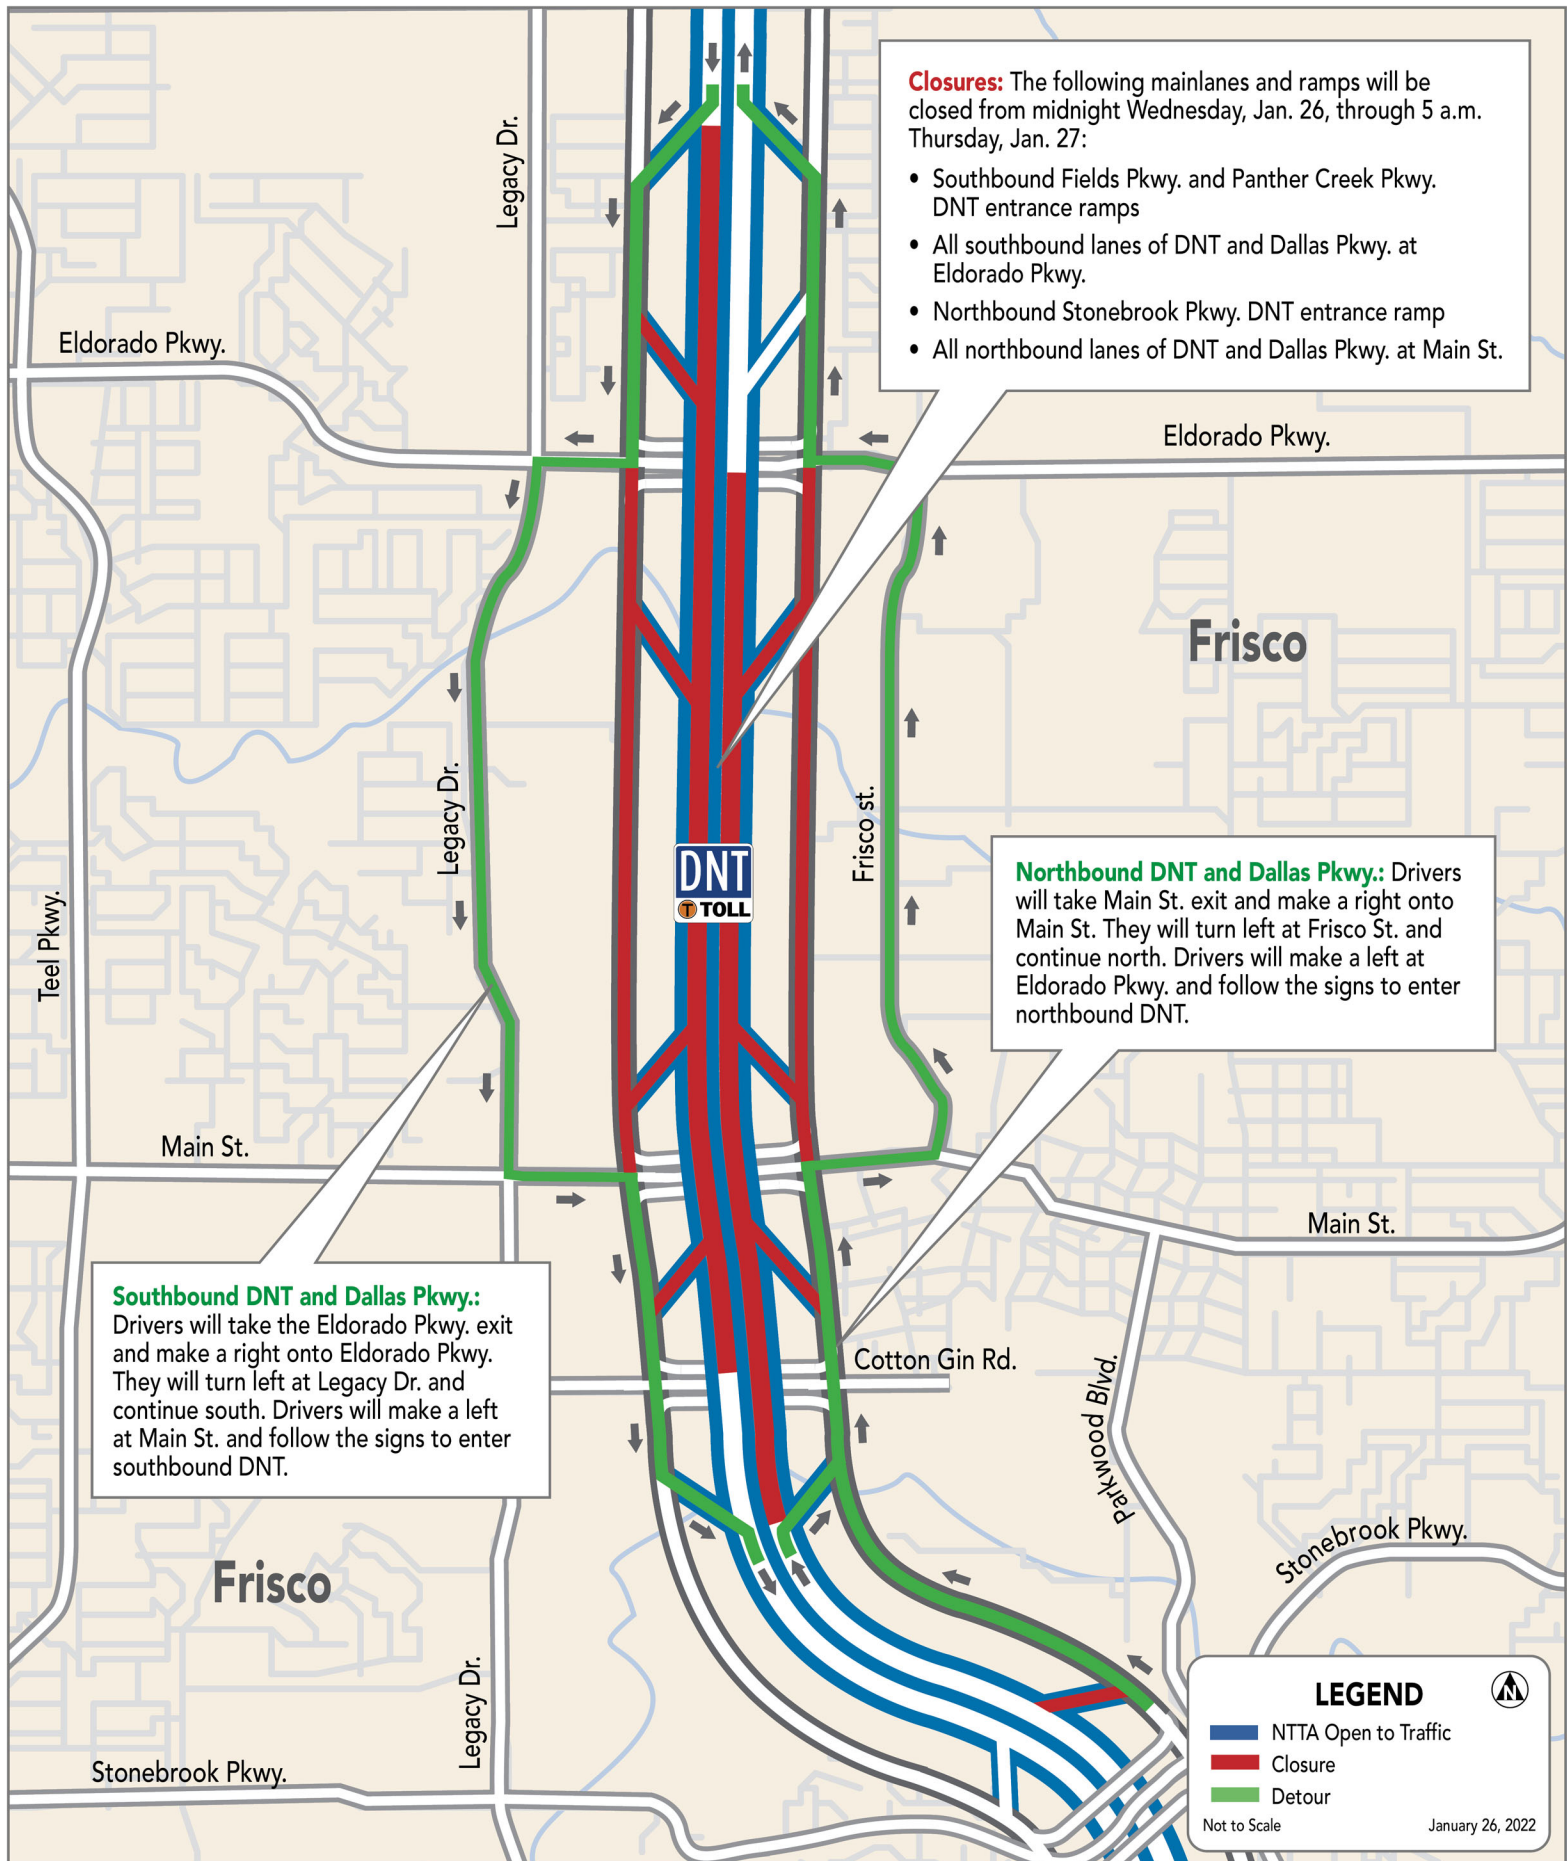 Closures: The following mainlanes and ramps will be
closed from midnight Wednesday, Jan. 26, through 5 a.m.
Thursday, Jan. 27:
• Southbound Fields Pkwy. and Panther Creek Pkwy.
DNT entrance ramps
• All southbound lanes of DNT and Dallas Pkwy. at
Eldorado Pkwy.
• Northbound Stonebrook Pkwy. DNT entrance ramp
• All northbound lanes of DNT and Dallas Pkwy. at Main St.
Legacy Dr.
Eldorado Pkwy.
Eldorado Pkwy.
Frisco
Legacy Dr.
Frisco st.
DNT
T TOLL
Teel Pkwy.
Northbound DNT and Dallas Pkwy.: Drivers
will take Main St. exit and make a right onto
Main St. They will turn left at Frisco St. and
continue north. Drivers will make a left at
Eldorado Pkwy. and follow the signs to enter
northbound DNT.
Main St.
Main St.
Southbound DNT and Dallas Pkwy.:
Drivers will take the Eldorado Pkwy. exit
and make a right onto Eldorado Pkwy.
They will turn left at Legacy Dr. and
continue south. Drivers will make a left
at Main St. and follow the signs to enter
southbound DNT.
Cotton Gin Rd.
Parkwood Blvd.
Stonebrook Pkwy.
Frisco
Legacy Dr.
Stonebrook Pkwy.
LEGEND
N
NTTA Open to Traffic
Closure
Detour
Not to Scale
January 26, 2022